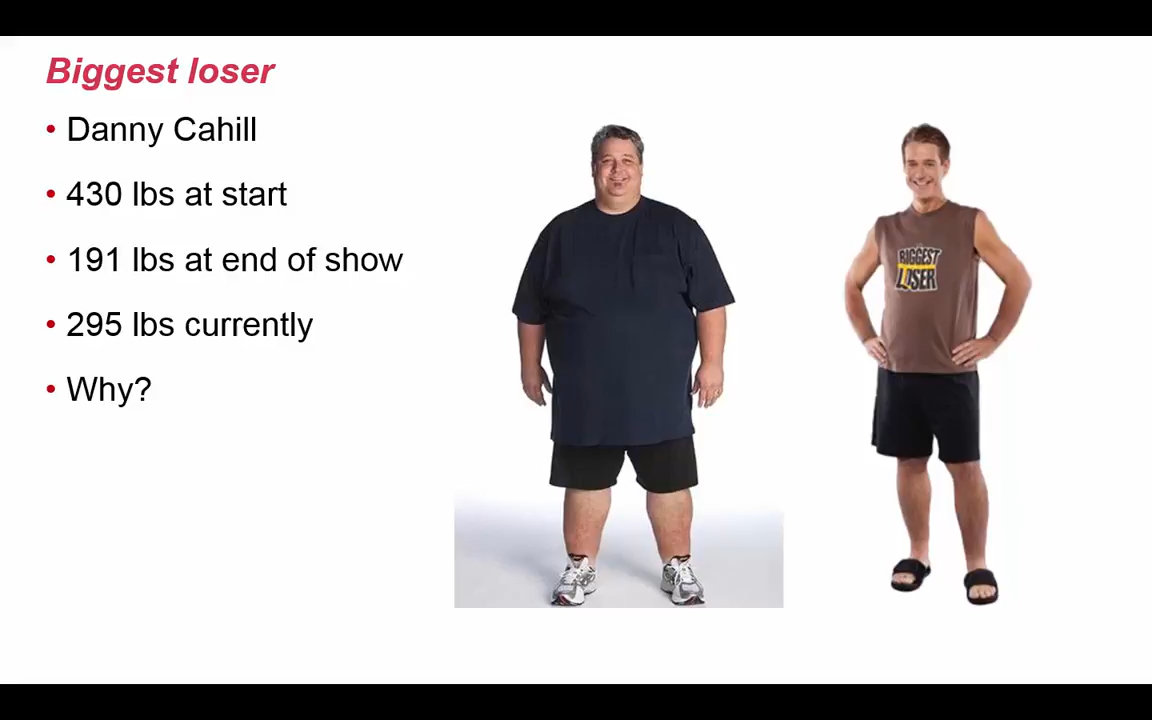 Biggest loser
• Danny Cahill
• 430 lbs at start
• 191 lbs at end of show
• 295 lbs currently
• Why?
BIGGEST
LOSER